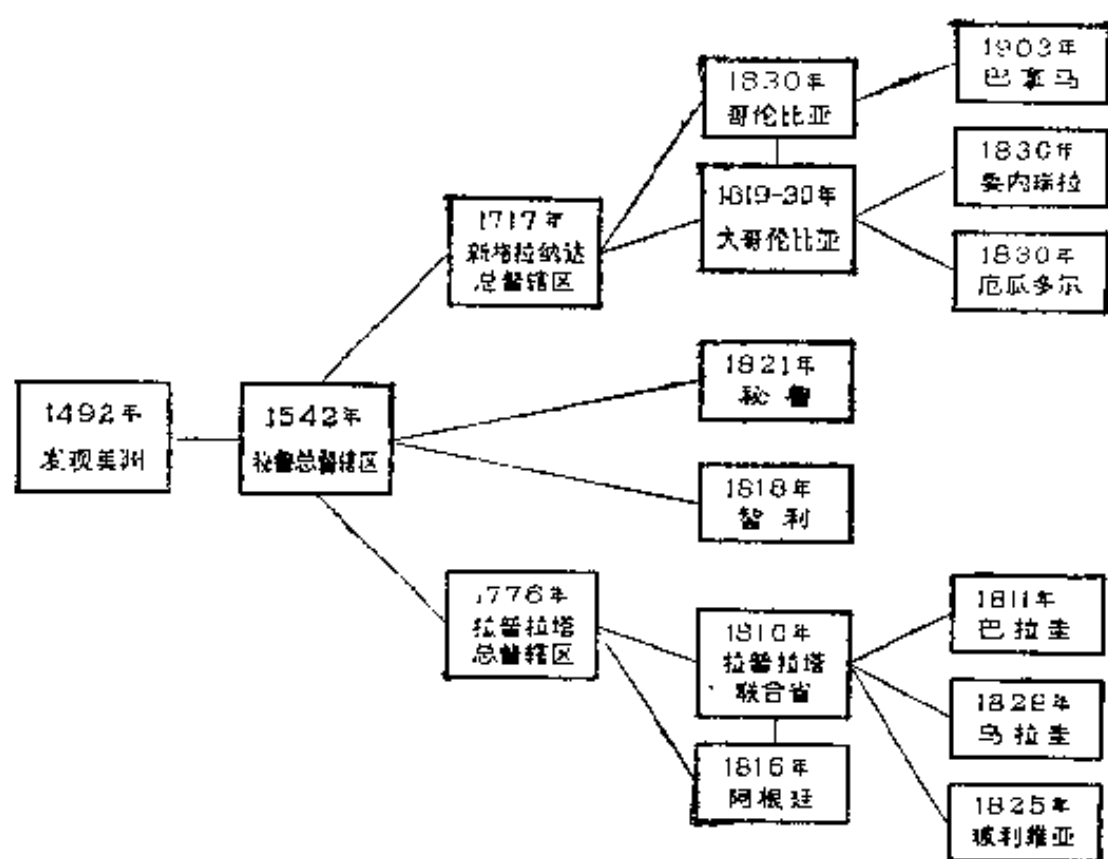 1492年
发现美洲
1542年
秘鲁总督辖区
1717年
新格拉纳达
总督辖区
1776年
拉普拉塔
总督辖区
1830年
哥伦比亚
1819-30年
大哥伦比亚
1821年
秘鲁
1818年
智利
1810年
拉普拉塔
联合省
1816年
阿根廷
1903年
巴拿马
1830年
委内瑞拉
1830年
厄瓜多尔
1811年
巴拉圭
1828年
乌拉圭
1825年
玻利维亚